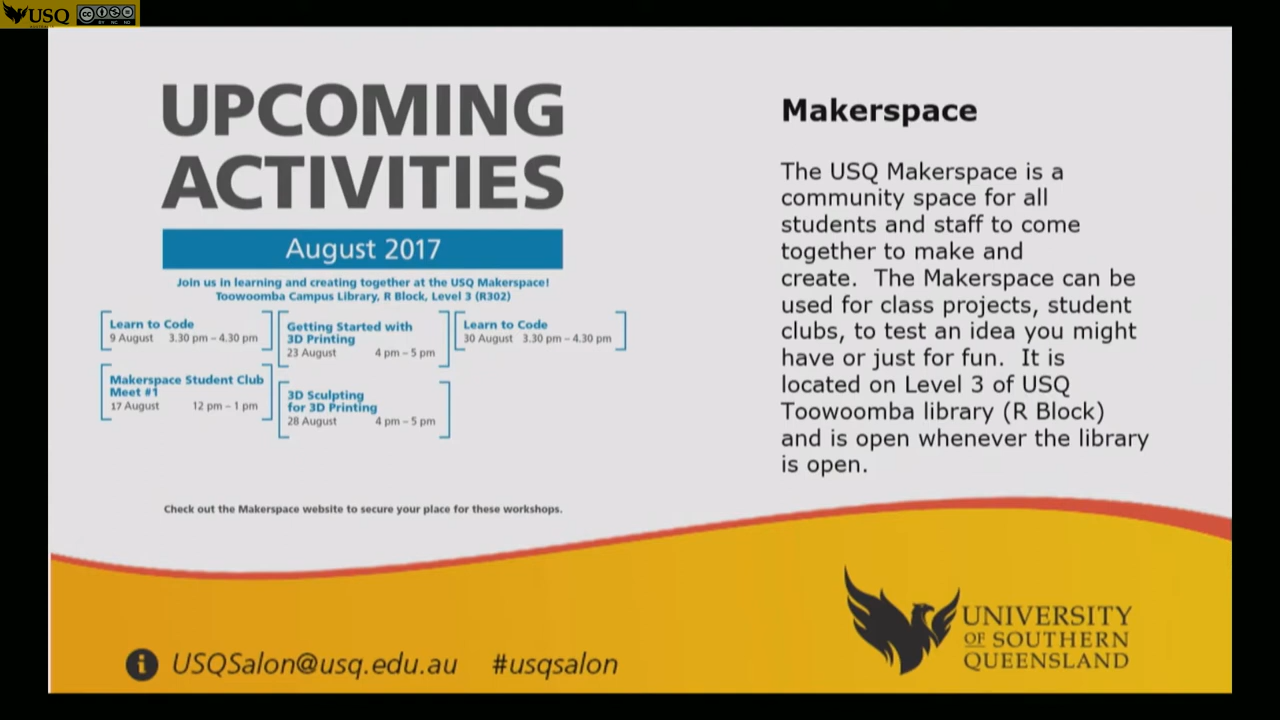 USQ
BY NC ND
UPCOMING
ACTIVITIES
August 2017
Join us in learning and creating together at the USQ Makerspace!
Toowoomba Campus Library, R Block, Level 3 (R302)
Learn to Code
9 August 3.30 pm – 4.30 pm
Makerspace Student Club
Meet #1
17 August 12 pm – 1 pm
Getting Started with
3D Printing
23 August 4 pm – 5 pm
3D Sculpting
for 3D Printing
28 August 4 pm – 5 pm
Learn to Code
30 August 3.30 pm – 4.30 pm
Check out the Makerspace website to secure your place for these workshops.
Makerspace
The USQ Makerspace is a
community space for all
students and staff to come
together to make and
create. The Makerspace can be
used for class projects, student
clubs, to test an idea you might
have or just for fun. It is
located on Level 3 of USQ
Toowoomba library (R Block)
and is open whenever the library
is open.
i USQSalon@usq.edu.au #usqsalon
UNIVERSITY
OF SOUTHERN
QUEENSLAND